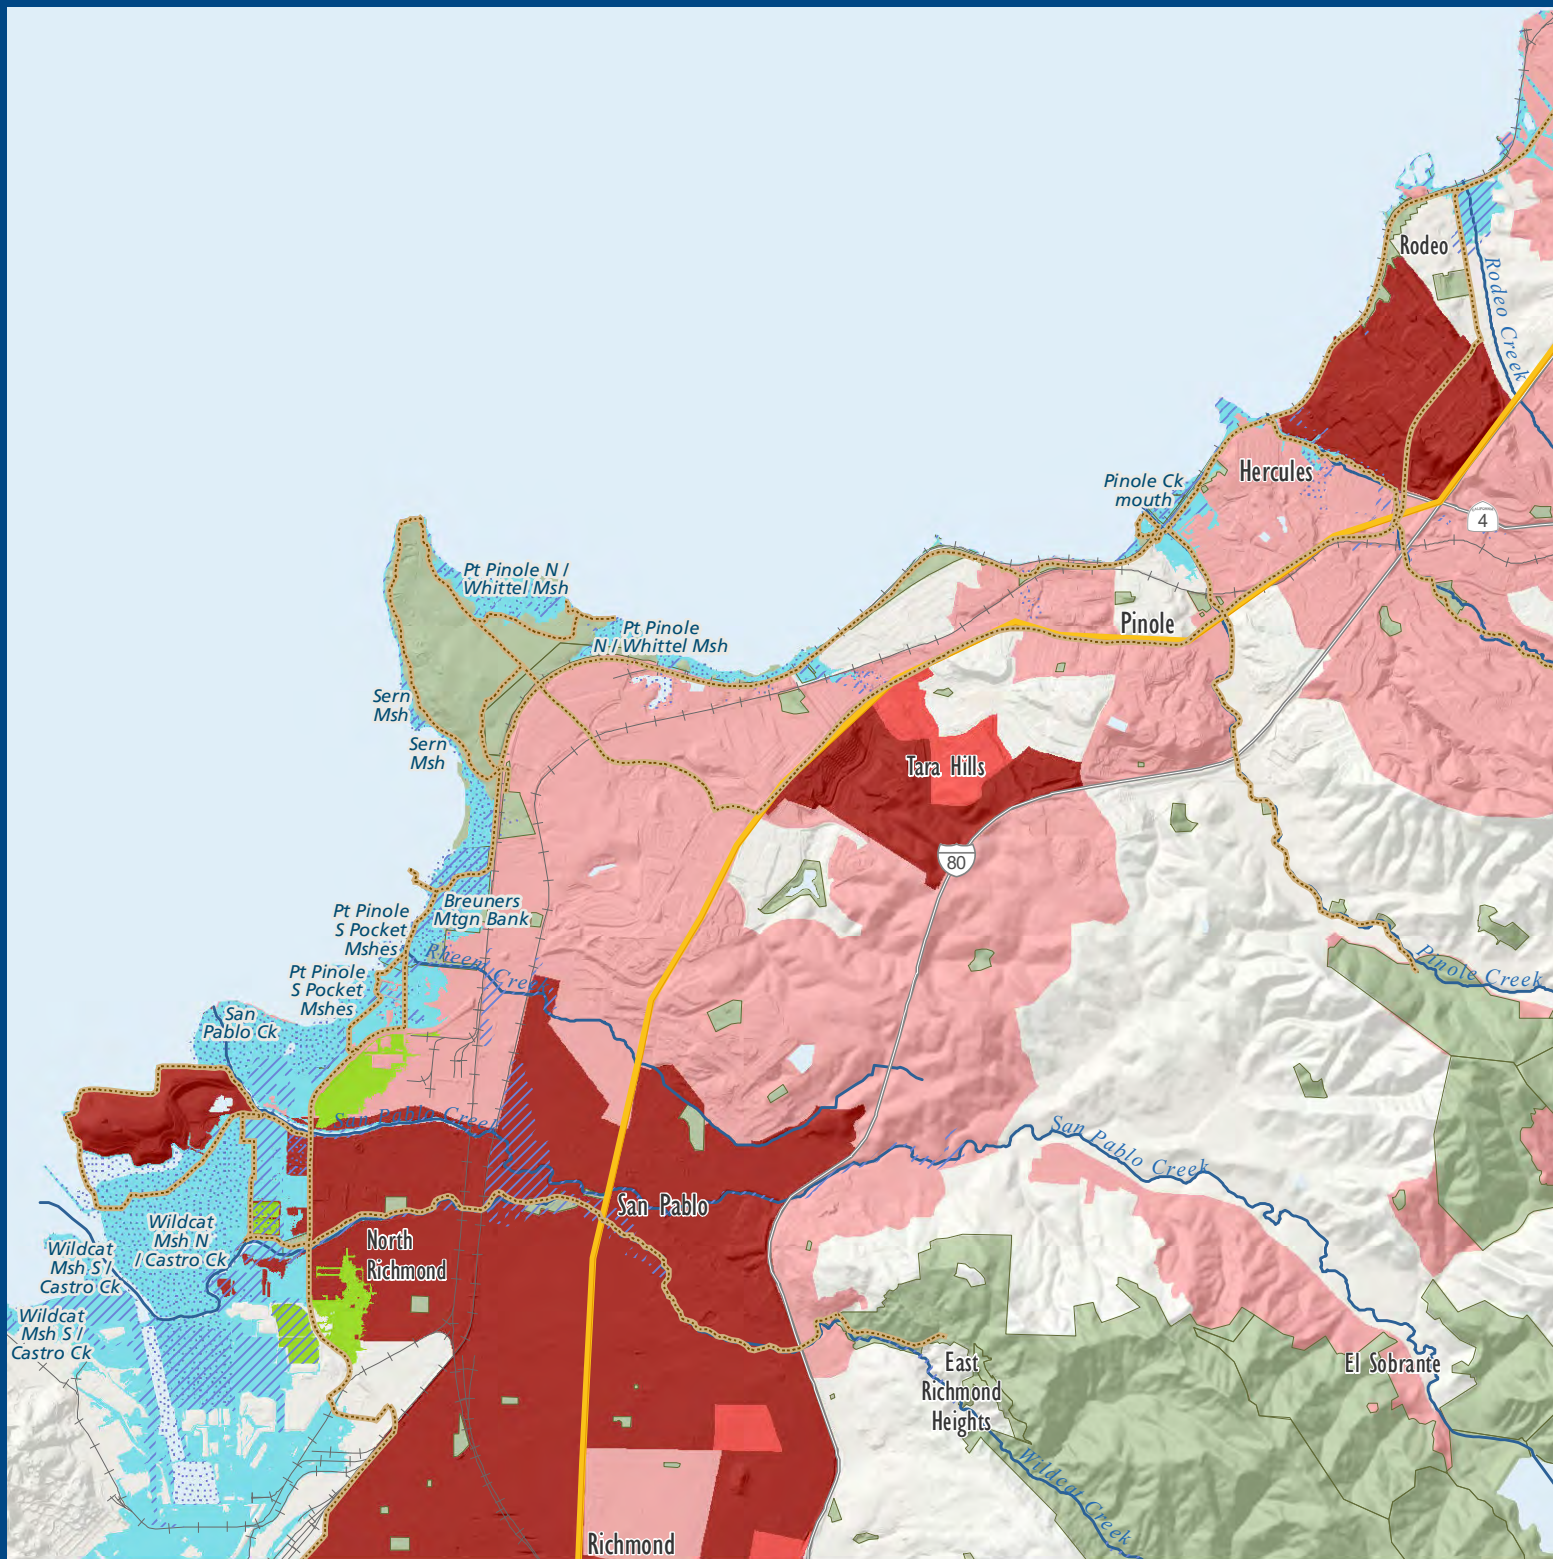 Rodeo
Rodeo Creek
Hercules
Pinole Ck
mouth
4
Pt Pinole N /
Whittel Msh
Pt Pinole
N / Whittel Msh
Pinole
Sern
Msh
Sern
Msh
Tara Hills
80
Breuners
Mtgn Bank
Pt Pinole
S Pocket
Mshes
Rheem Creek
Pinole Creek
Pt Pinole
S Pocket
Mshes
San
Pablo Ck
San Pablo Creek
San Pablo Creek
San Pablo
Wildcat
Msh N
/ Castro Ck
North
Richmond
Wildcat
Msh S /
Castro Ck
Wildcat
Msh S /
Castro Ck
East
Richmond
Heights
El Sobrante
Wildcat Creek
Richmond